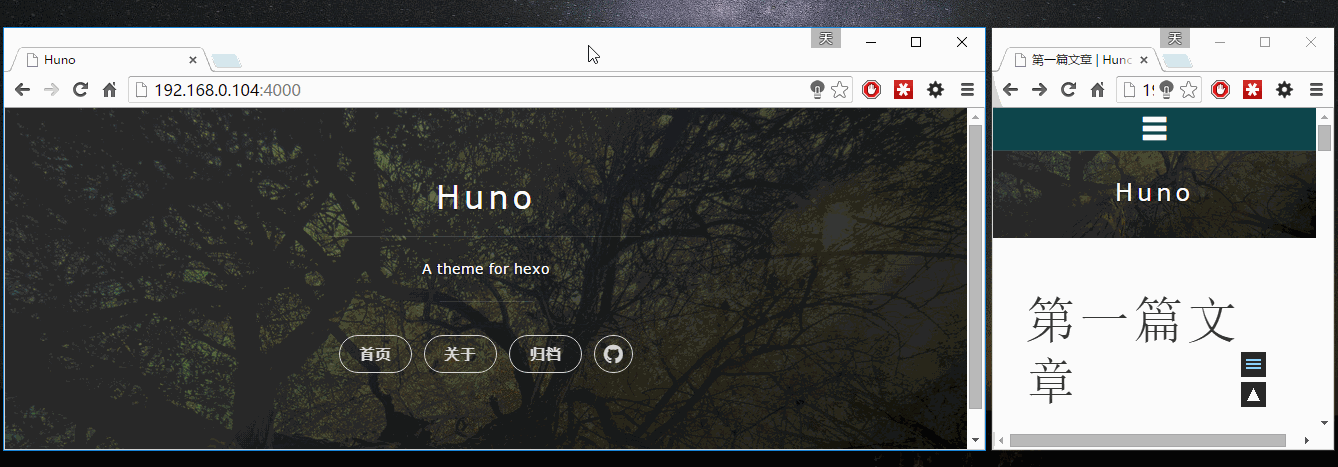 天
Huno
192.168.0.104:4000
Huno
A theme for hexo
首页
关于
归档
天
第一篇文章 | Hunc
19
Huno
第一篇文
章